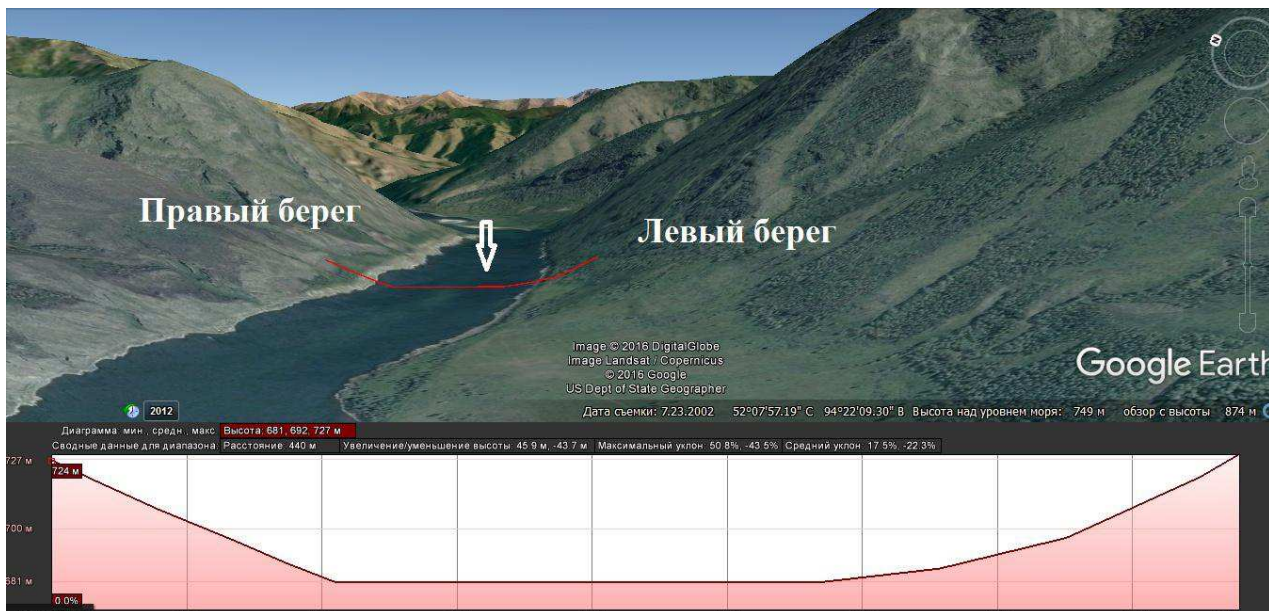 Правый берег
Левый берег
Image © 2016 DigitalGlobe
Image Landsat / Copernicus
© 2016 Google
US Dept of State Geographer
Google Earth
N
2012
Дата съемки: 7.23.2002 52°07'57.19" С 94°22'09.30" В Высота над уровнем моря: 749 м обзор с высоты 874 м
Диаграмма: мин., средн., макс Высота: 681, 692, 727 м
Сводные данные для диапазона: Расстояние: 440 м Увеличение/уменьшение высоты: 45.9 м, -43.7 м Максимальный уклон: 50.8%, -43.5% Средний уклон: 17.5%, -22.3%
727 м
724 м
700 м
681 м
0.0%